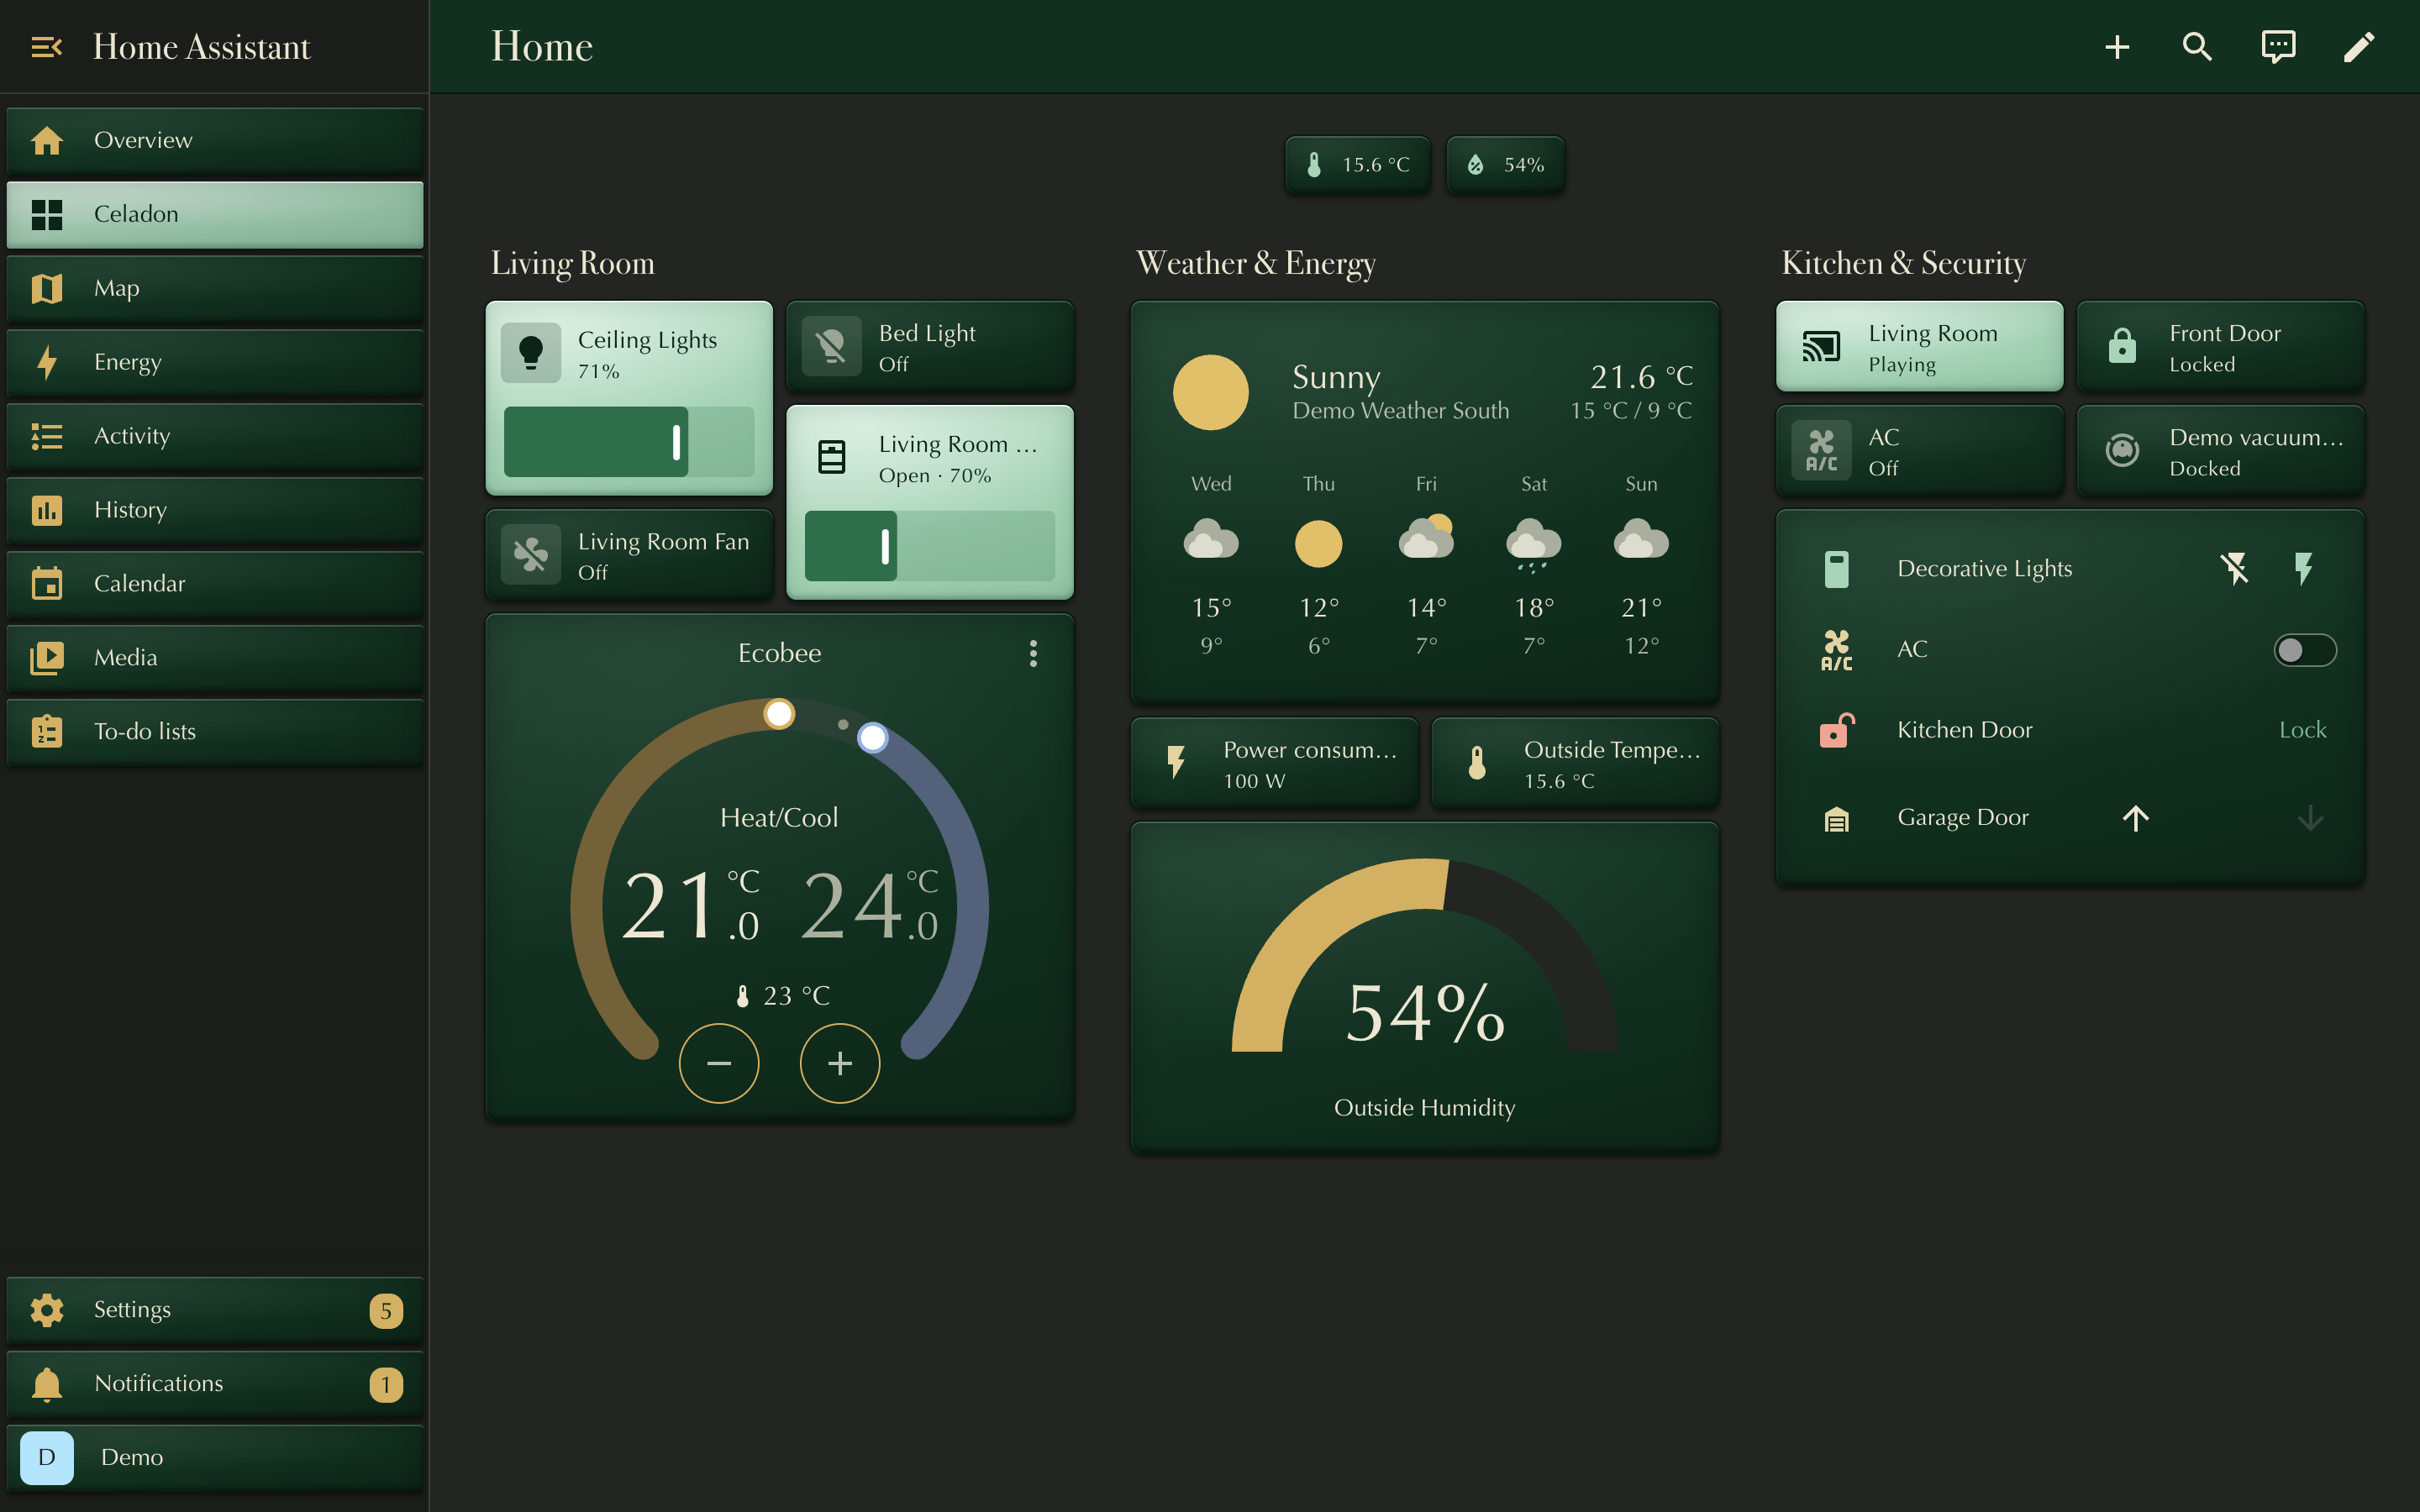 Home Assistant
Overview
Celadon
Map
Energy
Activity
History
Calendar
Media
To-do lists
Settings
5
Notifications
1
D
Demo
Home
15.6 °C
54%
Living Room
Ceiling Lights
71%
Bed Light
Off
Living Room ...
Open · 70%
Living Room Fan
Off
Ecobee
Heat/Cool
21.0 °C
24.0 °C
23 °C
Weather & Energy
Sunny
21.6 °C
Demo Weather South
15 °C / 9 °C
Wed Thu Fri Sat Sun
15° 12° 14° 18° 21°
9° 6° 7° 7° 12°
Power consum...
100 W
Outside Tempe...
15.6 °C
54%
Outside Humidity
Kitchen & Security
Living Room
Playing
Front Door
Locked
A/C
AC
Off
Demo vacuum...
Docked
Decorative Lights
A/C
AC
Kitchen Door
Lock
Garage Door